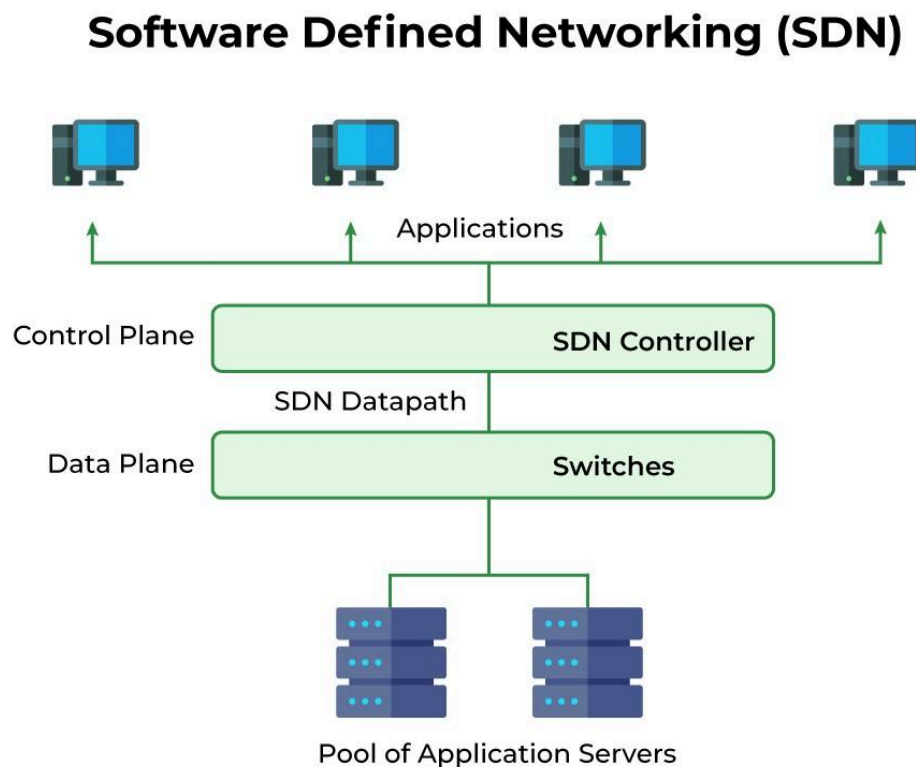 Software Defined Networking (SDN)
Applications
Control Plane
SDN Controller
SDN Datapath
Data Plane
Switches
Pool of Application Servers